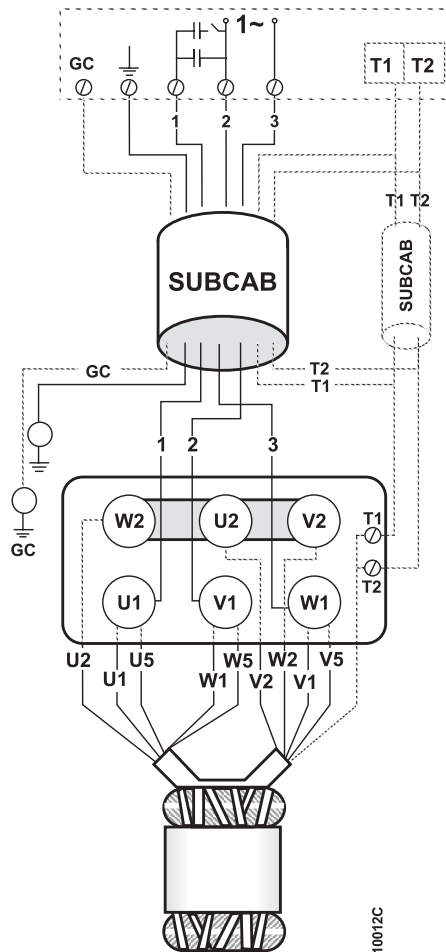 1~
GC
T1 T2
1 2 3
T1 T2
SUBCAB
SUBCAB
GC
T2
T1
1 2 3
GC
W2 U2 V2
T1
U1 V1 W1
T2
U2 U1 U5 W1 W5 V2 W2 V1 V5
10012C